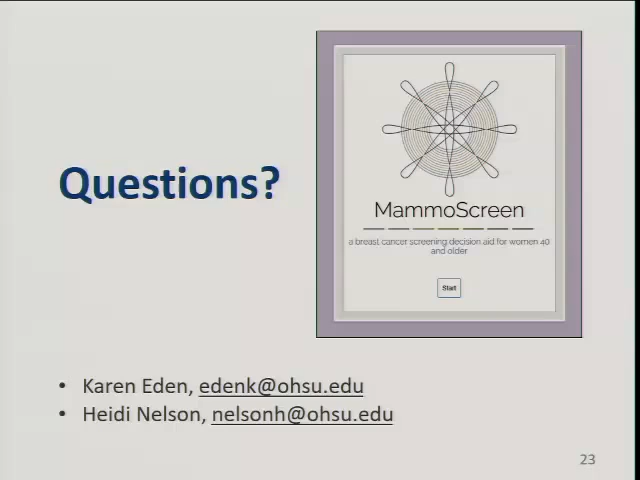 Questions?
MammoScreen
a breast cancer screening decision aid for women 40
and older
Start
• Karen Eden, edenk@ohsu.edu
• Heidi Nelson, nelsonh@ohsu.edu
23